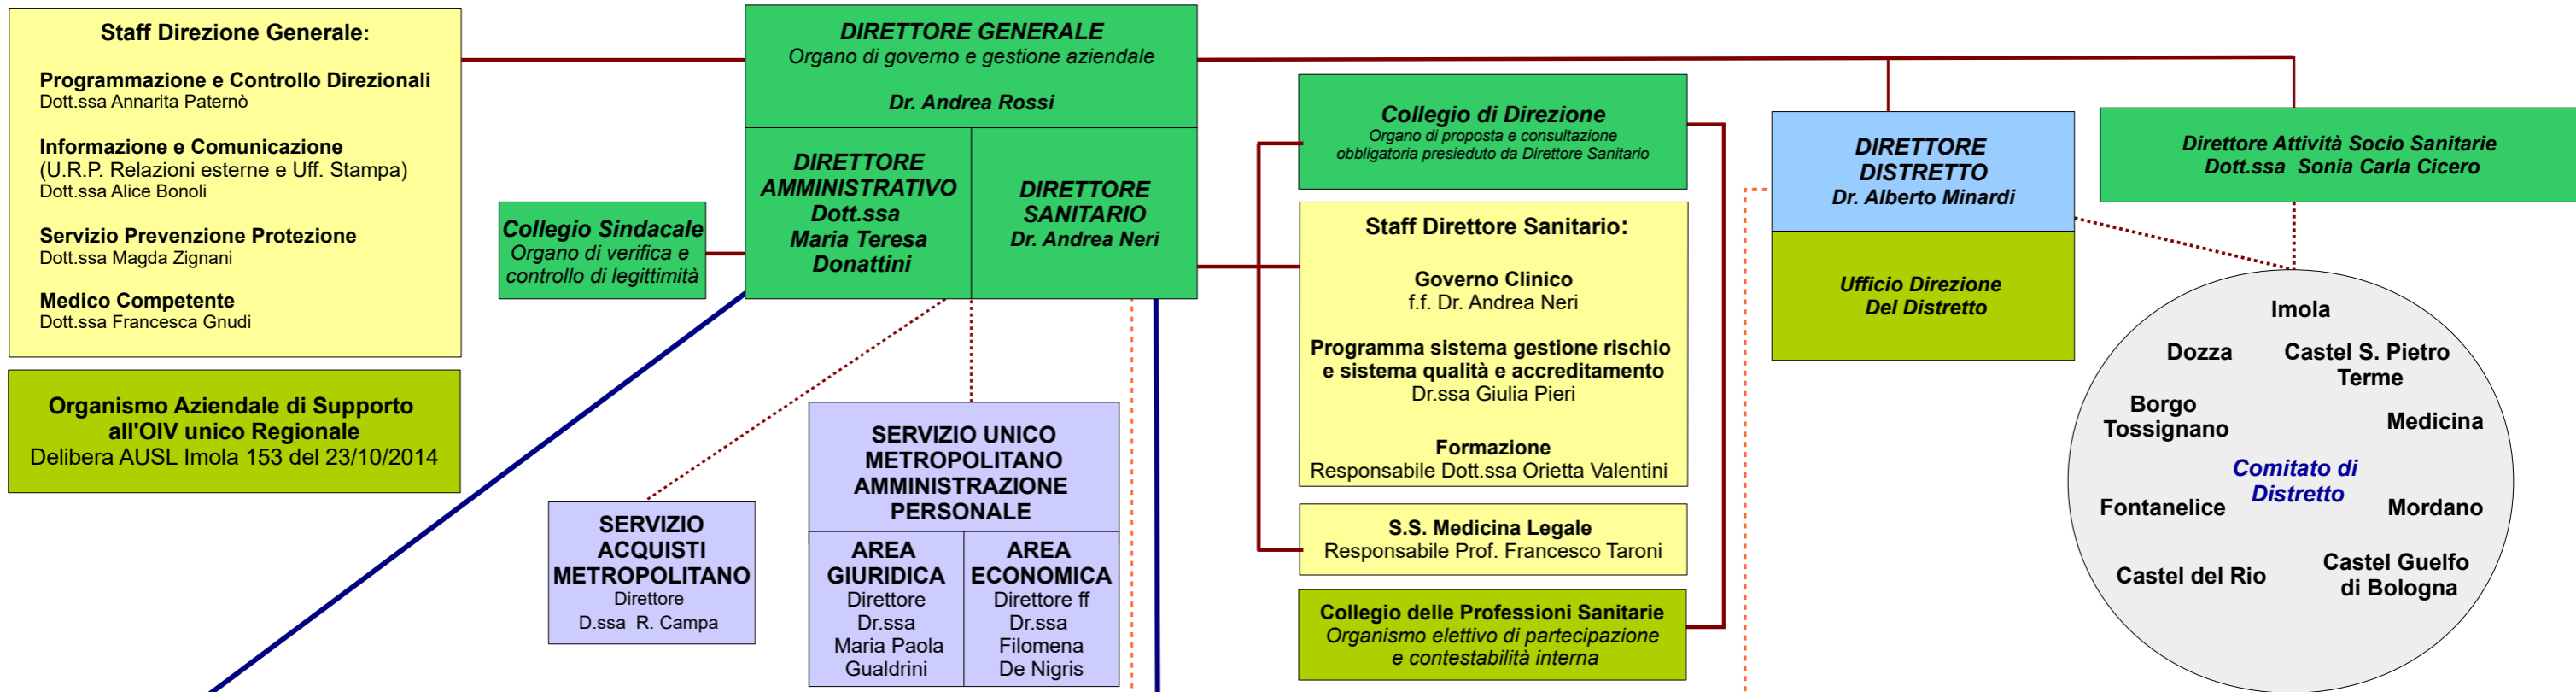 Staff Direzione Generale:
Programmazione e Controllo Direzionali
Dott.ssa Annarita Paternò
Informazione e Comunicazione
(U.R.P. Relazioni esterne e Uff. Stampa)
Dott.ssa Alice Bonoli
Servizio Prevenzione Protezione
Dott.ssa Magda Zignani
Medico Competente
Dott.ssa Francesca Gnudi
Organismo Aziendale di Supporto
all'OIV unico Regionale
Delibera AUSL Imola 153 del 23/10/2014
DIRETTORE GENERALE
Organo di governo e gestione aziendale
Dr. Andrea Rossi
DIRETTORE
AMMINISTRATIVO
Dott.ssa
Maria Teresa
Donattini
DIRETTORE
SANITARIO
Dr. Andrea Neri
Collegio Sindacale
Organo di verifica e
controllo di legittimità
SERVIZIO
ACQUISTI
METROPOLITANO
Direttore
D.ssa R. Campa
SERVIZIO UNICO
METROPOLITANO
AMMINISTRAZIONE
PERSONALE
AREA
GIURIDICA
Direttore
Dr.ssa
Maria Paola
Gualdrini
AREA
ECONOMICA
Direttore ff
Dr.ssa
Filomena
De Nigris
Collegio di Direzione
Organo di proposta e consultazione
obbligatoria presieduto da Direttore Sanitario
Staff Direttore Sanitario:
Governo Clinico
f.f. Dr. Andrea Neri
Programma sistema gestione rischio
e sistema qualità e accreditamento
Dr.ssa Giulia Pieri
Formazione
Responsabile Dott.ssa Orietta Valentini
S.S. Medicina Legale
Responsabile Prof. Francesco Taroni
Collegio delle Professioni Sanitarie
Organismo elettivo di partecipazione
e contestabilità interna
DIRETTORE
DISTRETTO
Dr. Alberto Minardi
Ufficio Direzione
Del Distretto
Direttore Attività Socio Sanitarie
Dott.ssa Sonia Carla Cicero
Imola
Dozza
Castel S. Pietro
Terme
Borgo
Tossignano
Medicina
Comitato di
Distretto
Fontanelice
Mordano
Castel del Rio
Castel Guelfo
di Bologna